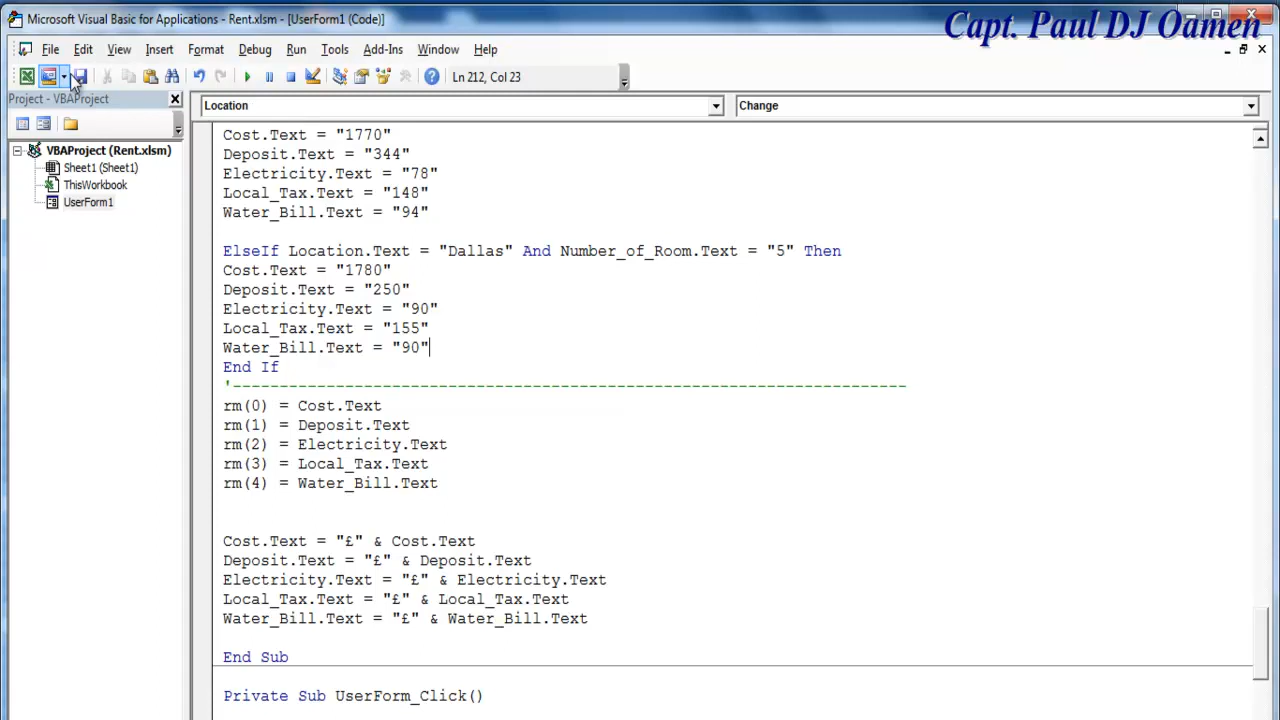 Microsoft Visual Basic for Applications - Rent.xlsm - [UserForm1 (Code)]
Capt. Paul DJ Oamen
File Edit View Insert Format Debug Run Tools Add-Ins Window Help
Ln 212, Col 23
Project - VBAProject
Location
Change
VBAProject (Rent.xlsm)
Sheet1 (Sheet1)
ThisWorkbook
UserForm1
Cost.Text = "1770"
Deposit.Text = "344"
Electricity.Text = "78"
Local_Tax.Text = "148"
Water_Bill.Text = "94"
ElseIf Location.Text = "Dallas" And Number_of_Room.Text = "5" Then
Cost.Text = "1780"
Deposit.Text = "250"
Electricity.Text = "90"
Local_Tax.Text = "155"
Water_Bill.Text = "90"
End If
'------------------------------------------------------------------------
rm(0) = Cost.Text
rm(1) = Deposit.Text
rm(2) = Electricity.Text
rm(3) = Local_Tax.Text
rm(4) = Water_Bill.Text
Cost.Text = "£" & Cost.Text
Deposit.Text = "£" & Deposit.Text
Electricity.Text = "£" & Electricity.Text
Local_Tax.Text = "£" & Local_Tax.Text
Water_Bill.Text = "£" & Water_Bill.Text
End Sub
Private Sub UserForm_Click()